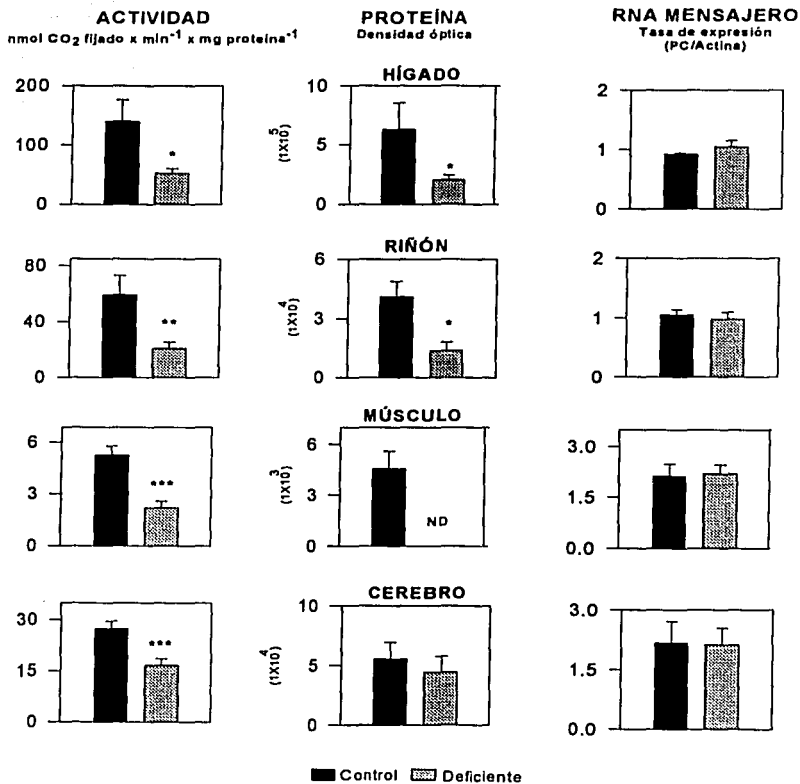 ACTIVIDAD
nmol CO2 fijado x min-1 x mg proteína-1
PROTEÍNA
Densidad óptica
RNA MENSAJERO
Tasa de expresión
(PC/Actina)
HÍGADO
200
100
0
*
(1X10)5
10
5
0
*
2
1
0
RIÑÓN
80
40
0
**
(1X10)4
6
3
0
*
2
1
0
MÚSCULO
6
3
0
***
(1X10)3
6
3
0
ND
3.0
1.5
0.0
CEREBRO
30
15
0
***
(1X10)4
10
5
0
3.0
1.5
0.0
Control
Deficiente